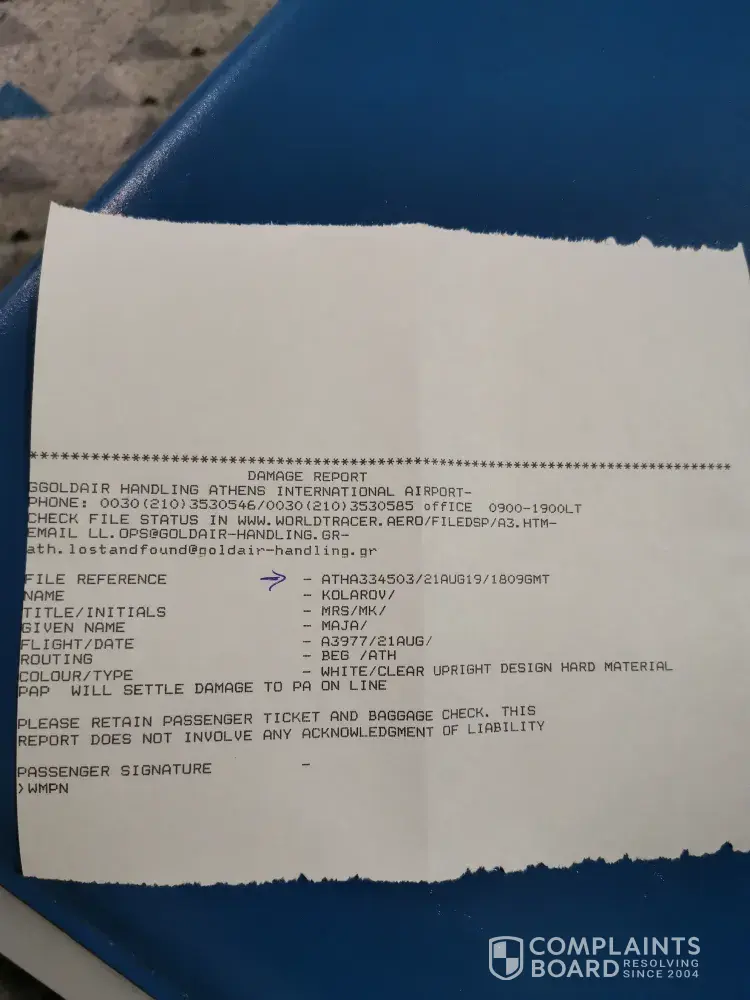 ********************************************************************************
DAMAGE REPORT
GGOLDAIR HANDLING ATHENS INTERNATIONAL AIRPORT-
PHONE: 0030(210)3530546/0030(210)3530585 offICE 0900-1900LT
CHECK FILE STATUS IN WWW.WORLDTRACER.AERO/FILEDSP/A3.HTM-
EMAIL LL.OPS@GOLDAIR-HANDLING.GR-
ath.lostandfound@goldair-handling.gr
FILE REFERENCE → - ATHA334503/21AUG19/1809GMT
NAME - KOLAROV/
TITLE/INITIALS - MRS/MK/
GIVEN NAME - MAJA/
FLIGHT/DATE - A3977/21AUG/
ROUTING - BEG /ATH
COLOUR/TYPE - WHITE/CLEAR UPRIGHT DESIGN HARD MATERIAL
PAP WILL SETTLE DAMAGE TO PA ON LINE
PLEASE RETAIN PASSENGER TICKET AND BAGGAGE CHECK. THIS
REPORT DOES NOT INVOLVE ANY ACKNOWLEDGMENT OF LIABILITY
PASSENGER SIGNATURE -
>WMPN
COMPLAINTS
BOARD RESOLVING
SINCE 2004